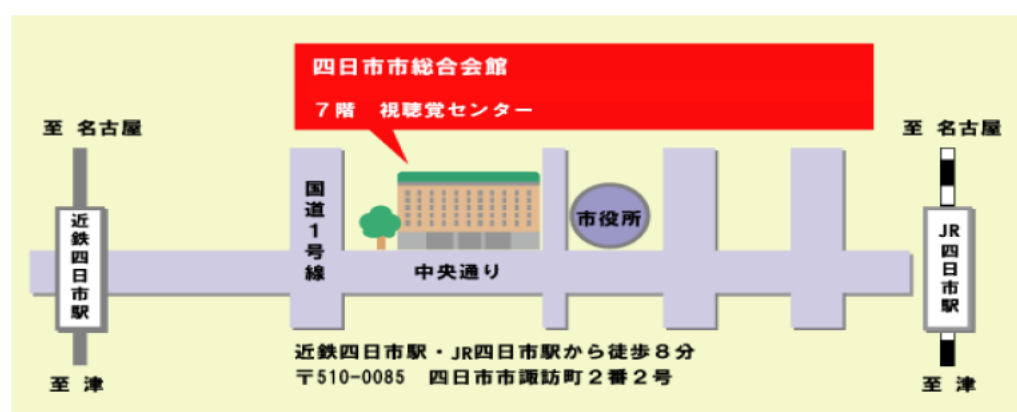 四日市市総合会館
７階　視聴覚センター
至 名古屋
至 名古屋
国道1号線
市役所
近鉄四日市駅
JR四日市駅
中央通り
近鉄四日市駅・JR四日市駅から徒歩８分
〒510-0085　四日市市諏訪町２番２号
至 津
至 津